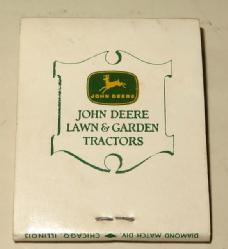 JOHN DEERE
JOHN DEERE
LAWN & GARDEN
TRACTORS
DIAMOND MATCH DIV. CHICAGO, ILLINOIS